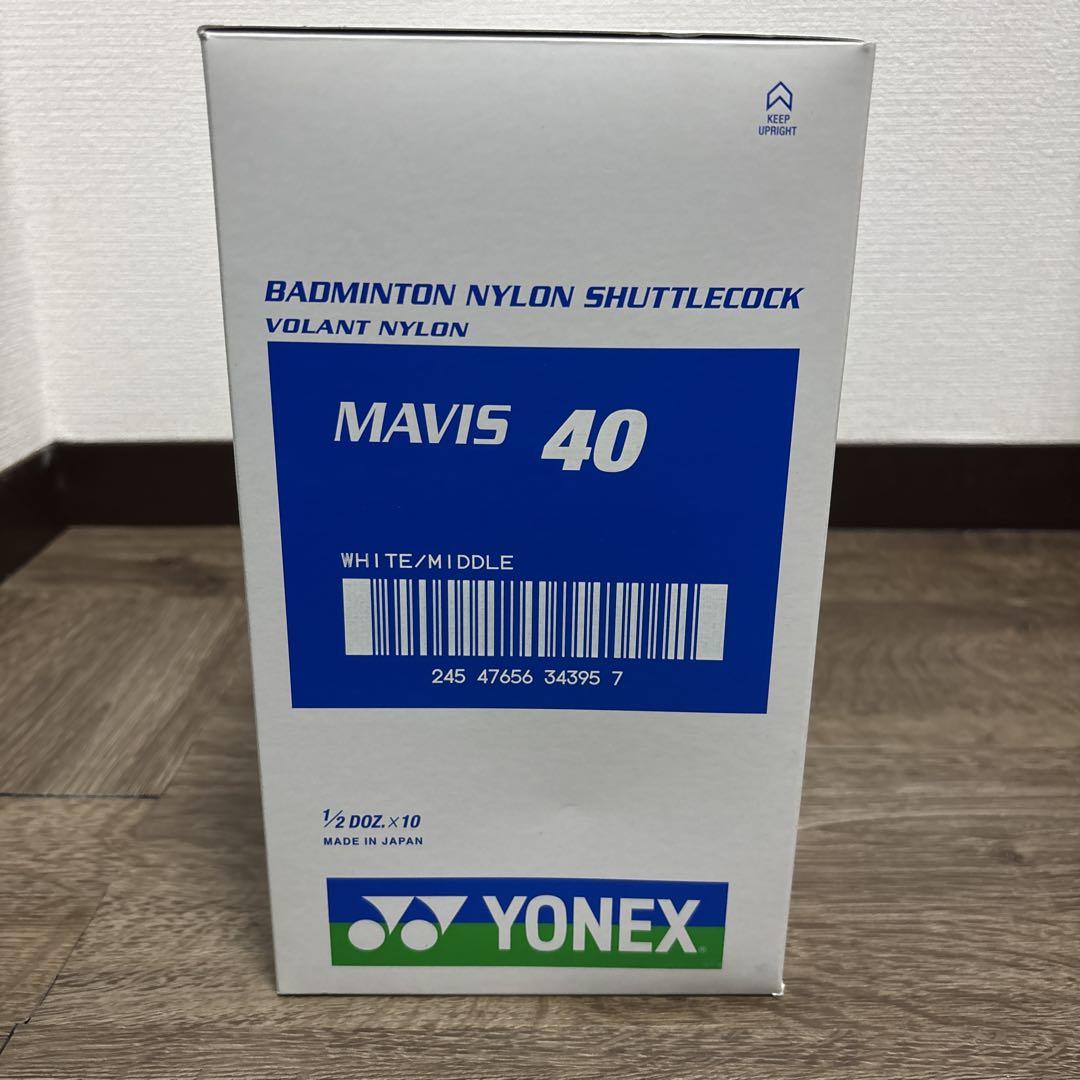 KEEP
UPRIGHT
BADMINTON NYLON SHUTTLECOCK
VOLANT NYLON
MAVIS 40
WHITE/MIDDLE
245 47656 34395 7
1/2 DOZ.×10
MADE IN JAPAN
YONEX®